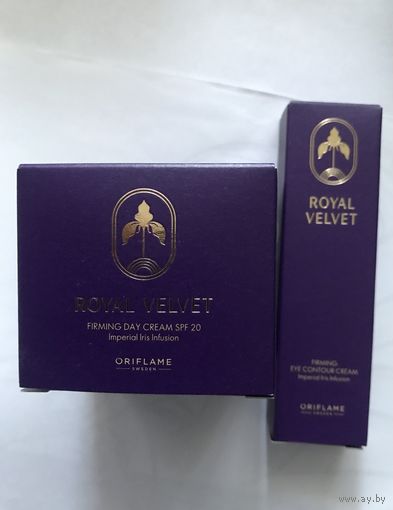 ROYAL VELVET
FIRMING DAY CREAM SPF 20
Imperial Iris Infusion
ORIFLAME
SWEDEN
ROYAL
VELVET
FIRMING
EYE CONTOUR CREAM
Imperial Iris Infusion
ORIFLAME
SWEDEN
www.ay.by